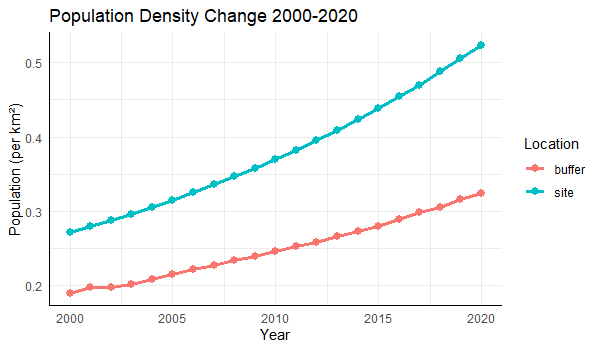 Population Density Change 2000-2020
Population (per km²)
0.5
0.4
0.3
0.2
2000
2005
2010
2015
2020
Year
Location
buffer
site